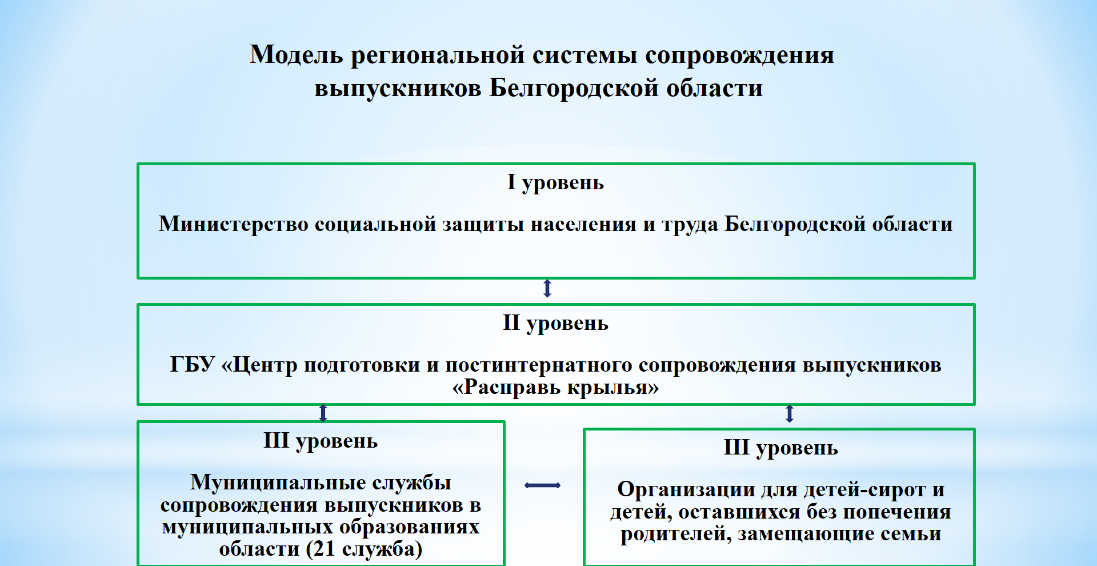 Модель региональной системы сопровождения
выпускников Белгородской области
I уровень
Министерство социальной защиты населения и труда Белгородской области
II уровень
ГБУ «Центр подготовки и постинтернатного сопровождения выпускников
«Расправь крылья»
III уровень
Муниципальные службы
сопровождения выпускников в
муниципальных образованиях
области (21 служба)
III уровень
Организации для детей-сирот и
детей, оставшихся без попечения
родителей, замещающие семьи